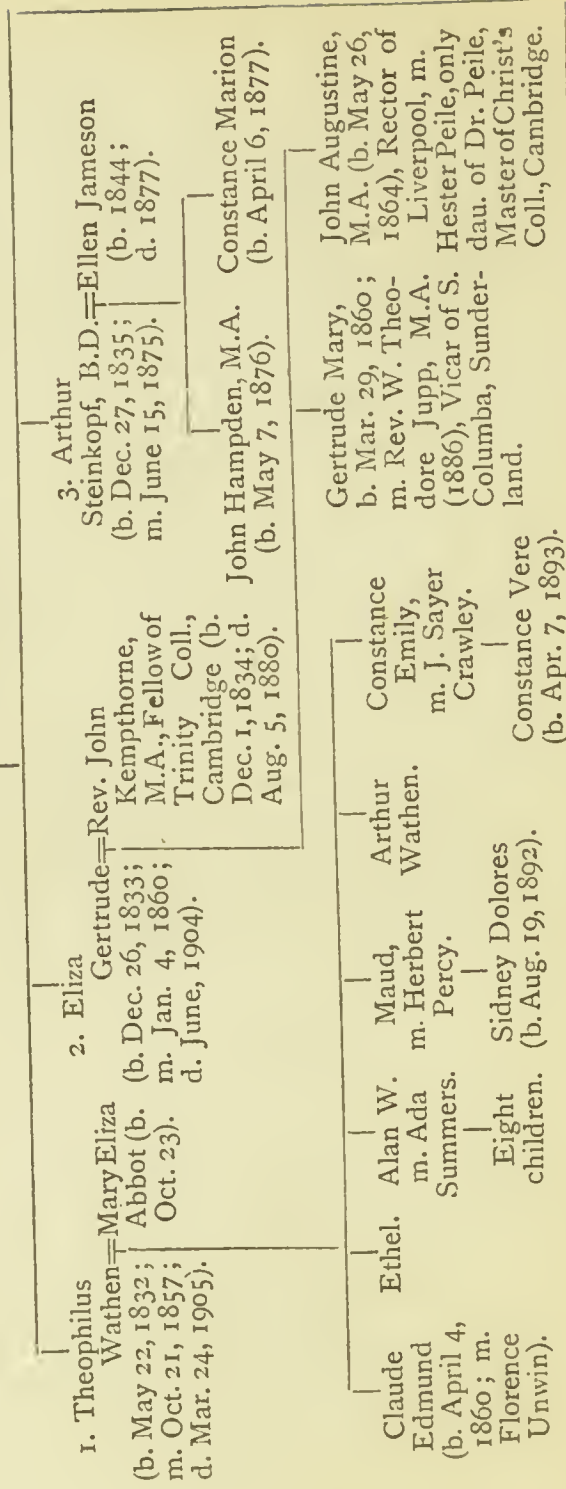 1. Theophilus
Wathen=Mary Eliza
(b. May 22, 1832; Abbot (b.
m. Oct. 21, 1857; Oct. 23).
d. Mar. 24, 1905).
2. Eliza
Gertrude=Rev. John
(b. Dec. 26, 1833; Kempthorne,
m. Jan. 4, 1860; M.A., Fellow of
d. June, 1904). Trinity Coll.,
Cambridge (b.
Dec. 1, 1834; d.
Aug. 5, 1880).
3. Arthur
Steinkopf, B.D.=Ellen Jameson
(b. Dec. 27, 1835; (b. 1844;
m. June 15, 1875). d. 1877).
John Hampden, M.A.
(b. May 7, 1876).
Constance Marion
(b. April 6, 1877).
Claude
Edmund
(b. April 4,
1860; m.
Florence
Unwin).
Ethel.
Alan W.
m. Ada
Summers.
Eight
children.
Maud,
m. Herbert
Percy.
Sidney Dolores
(b. Aug. 19, 1892).
Arthur
Wathen.
Constance
Emily,
m. J. Sayer
Crawley.
Constance Vere
(b. Apr. 7, 1893).
Gertrude Mary,
b. Mar. 29, 1860;
m. Rev. W. Theo-
dore Jupp, M.A.
(1886), Vicar of S.
Columba, Sunder-
land.
John Augustine,
M.A. (b. May 26,
1864), Rector of
Liverpool, m.
Hester Peile, only
dau. of Dr. Peile,
Master of Christ's
Coll., Cambridge.